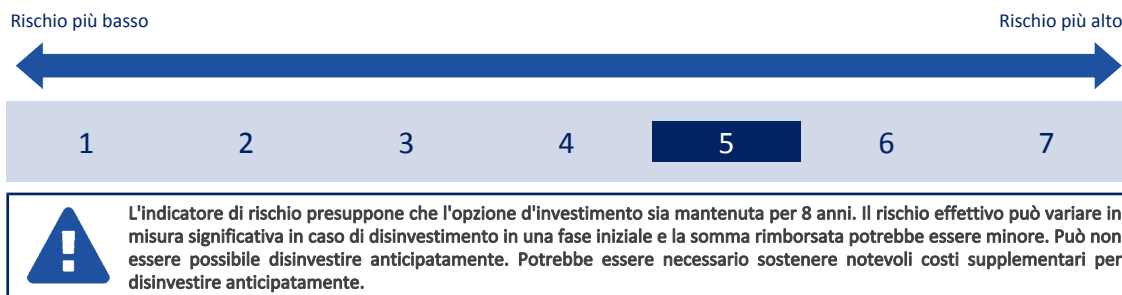 Rischio più basso Rischio più alto
1 2 3 4 5 6 7
L'indicatore di rischio presuppone che l'opzione d'investimento sia mantenuta per 8 anni. Il rischio effettivo può variare in
misura significativa in caso di disinvestimento in una fase iniziale e la somma rimborsata potrebbe essere minore. Può non
essere possibile disinvestire anticipatamente. Potrebbe essere necessario sostenere notevoli costi supplementari per
disinvestire anticipatamente.